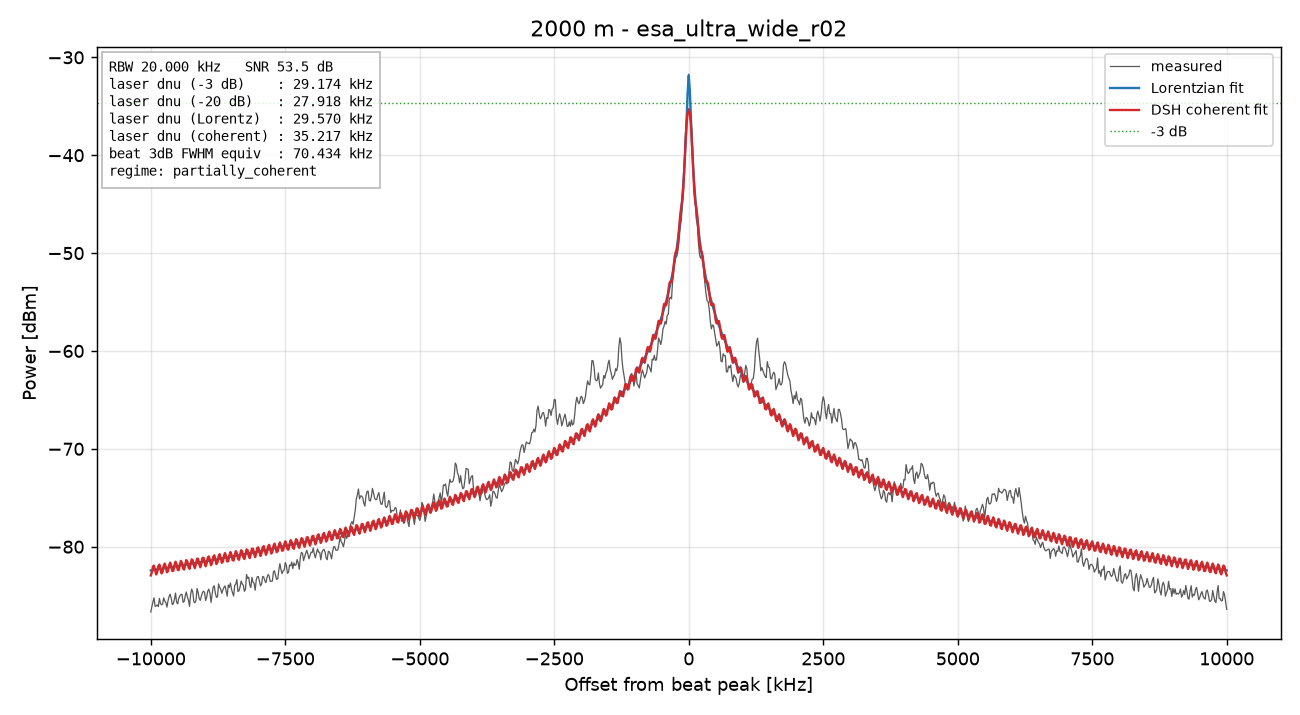 2000 m - esa_ultra_wide_r02
RBW 20.000 kHz   SNR 53.5 dB
laser dnu (-3 dB)    : 29.174 kHz
laser dnu (-20 dB)   : 27.918 kHz
laser dnu (Lorentz)  : 29.570 kHz
laser dnu (coherent) : 35.217 kHz
beat 3dB FWHM equiv  : 70.434 kHz
regime: partially_coherent
measured
Lorentzian fit
DSH coherent fit
-3 dB
Power [dBm]
−30
−40
−50
−60
−70
−80
−10000
−7500
−5000
−2500
0
2500
5000
7500
10000
Offset from beat peak [kHz]